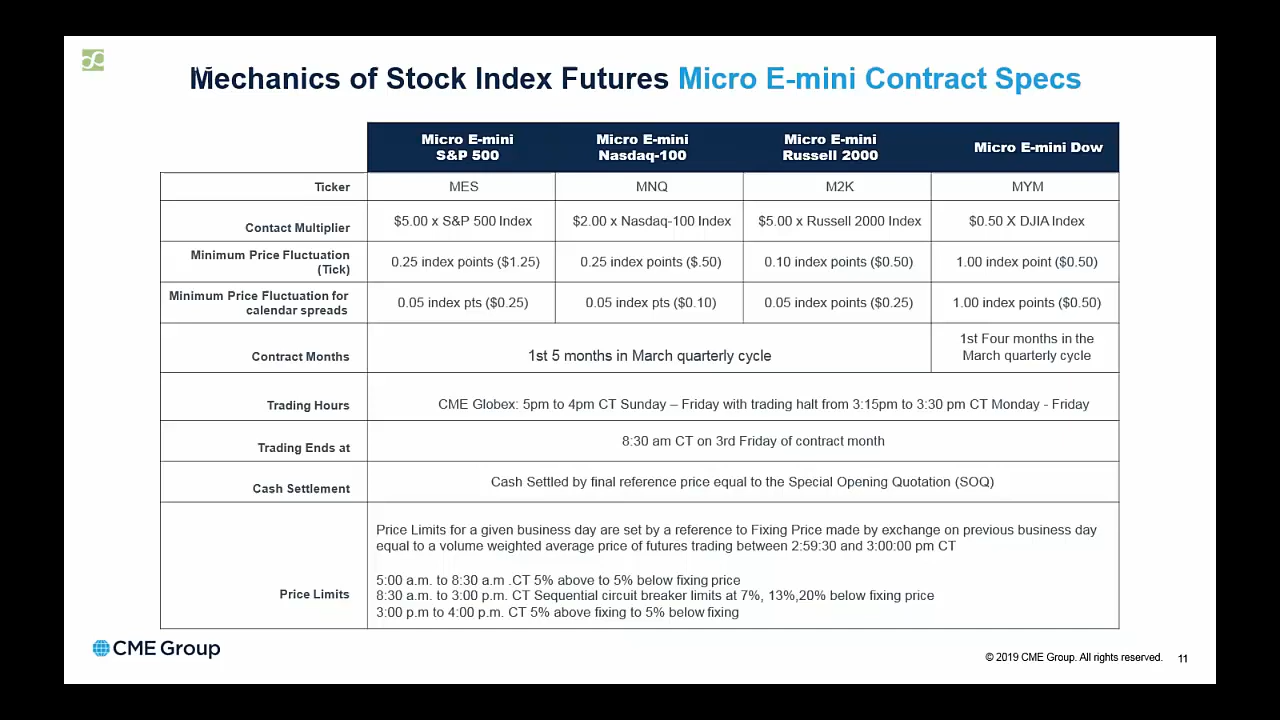 Mechanics of Stock Index Futures Micro E-mini Contract Specs
Micro E-mini
S&P 500
Micro E-mini
Nasdaq-100
Micro E-mini
Russell 2000
Micro E-mini Dow
Ticker
MES
MNQ
M2K
MYM
Contact Multiplier
$5.00 x S&P 500 Index
$2.00 x Nasdaq-100 Index
$5.00 x Russell 2000 Index
$0.50 X DJIA Index
Minimum Price Fluctuation
(Tick)
0.25 index points ($1.25)
0.25 index points ($.50)
0.10 index points ($0.50)
1.00 index point ($0.50)
Minimum Price Fluctuation for
calendar spreads
0.05 index pts ($0.25)
0.05 index pts ($0.10)
0.05 index points ($0.25)
1.00 index points ($0.50)
Contract Months
1st 5 months in March quarterly cycle
1st Four months in the
March quarterly cycle
Trading Hours
CME Globex: 5pm to 4pm CT Sunday – Friday with trading halt from 3:15pm to 3:30 pm CT Monday - Friday
Trading Ends at
8:30 am CT on 3rd Friday of contract month
Cash Settlement
Cash Settled by final reference price equal to the Special Opening Quotation (SOQ)
Price Limits
Price Limits for a given business day are set by a reference to Fixing Price made by exchange on previous business day
equal to a volume weighted average price of futures trading between 2:59:30 and 3:00:00 pm CT
5:00 a.m. to 8:30 a.m .CT 5% above to 5% below fixing price
8:30 a.m. to 3:00 p.m. CT Sequential circuit breaker limits at 7%, 13%,20% below fixing price
3:00 p.m to 4:00 p.m. CT 5% above fixing to 5% below fixing
CME Group
© 2019 CME Group. All rights reserved.
11